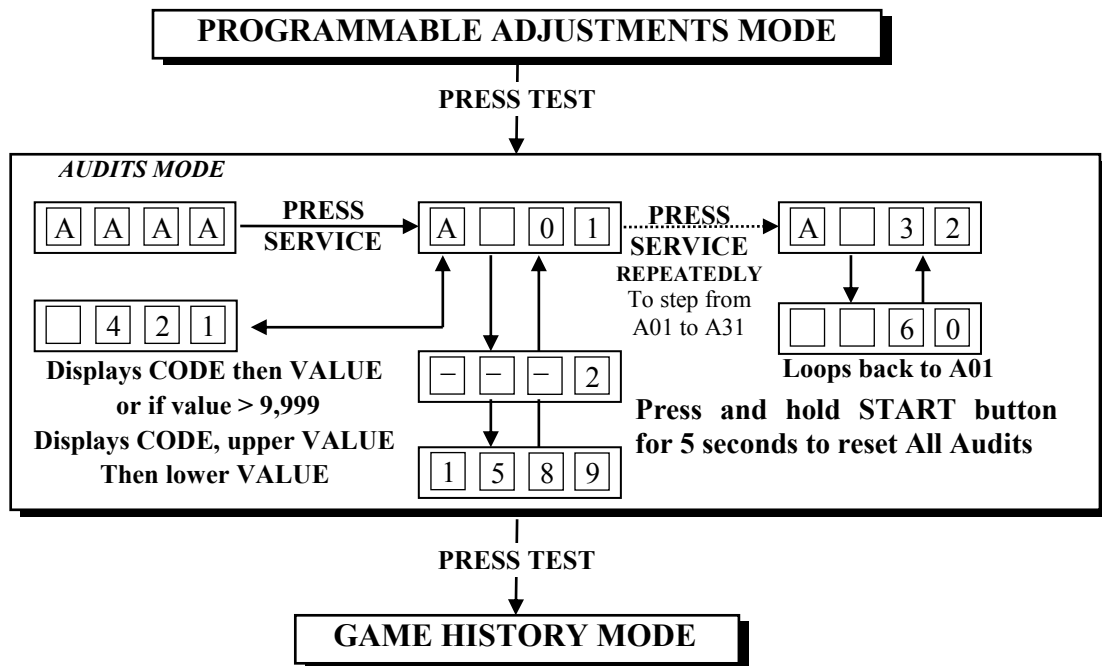 PROGRAMMABLE ADJUSTMENTS MODE
PRESS TEST
AUDITS MODE
A A A A
PRESS
SERVICE
A 0 1
PRESS
SERVICE
REPEATEDLY
To step from
A01 to A31
A 3 2
4 2 1
6 0
Displays CODE then VALUE
or if value > 9,999
Displays CODE, upper VALUE
Then lower VALUE
– – – 2
1 5 8 9
Loops back to A01
Press and hold START button
for 5 seconds to reset All Audits
PRESS TEST
GAME HISTORY MODE